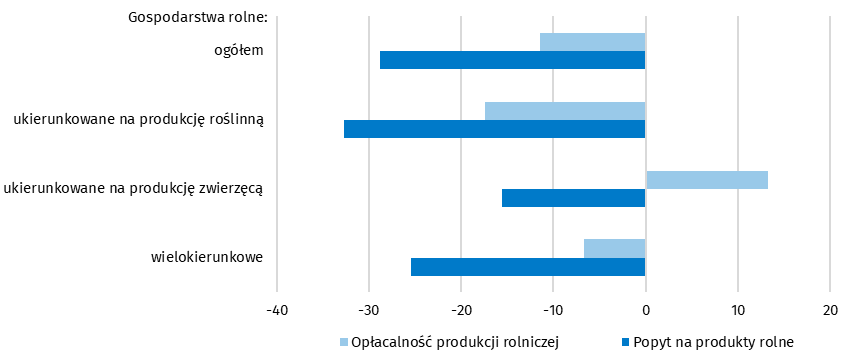 Gospodarstwa rolne:
ogółem
ukierunkowane na produkcję roślinną
ukierunkowane na produkcję zwierzęcą
wielokierunkowe
-40 -30 -20 -10 0 10 20
Opłacalność produkcji rolniczej Popyt na produkty rolne